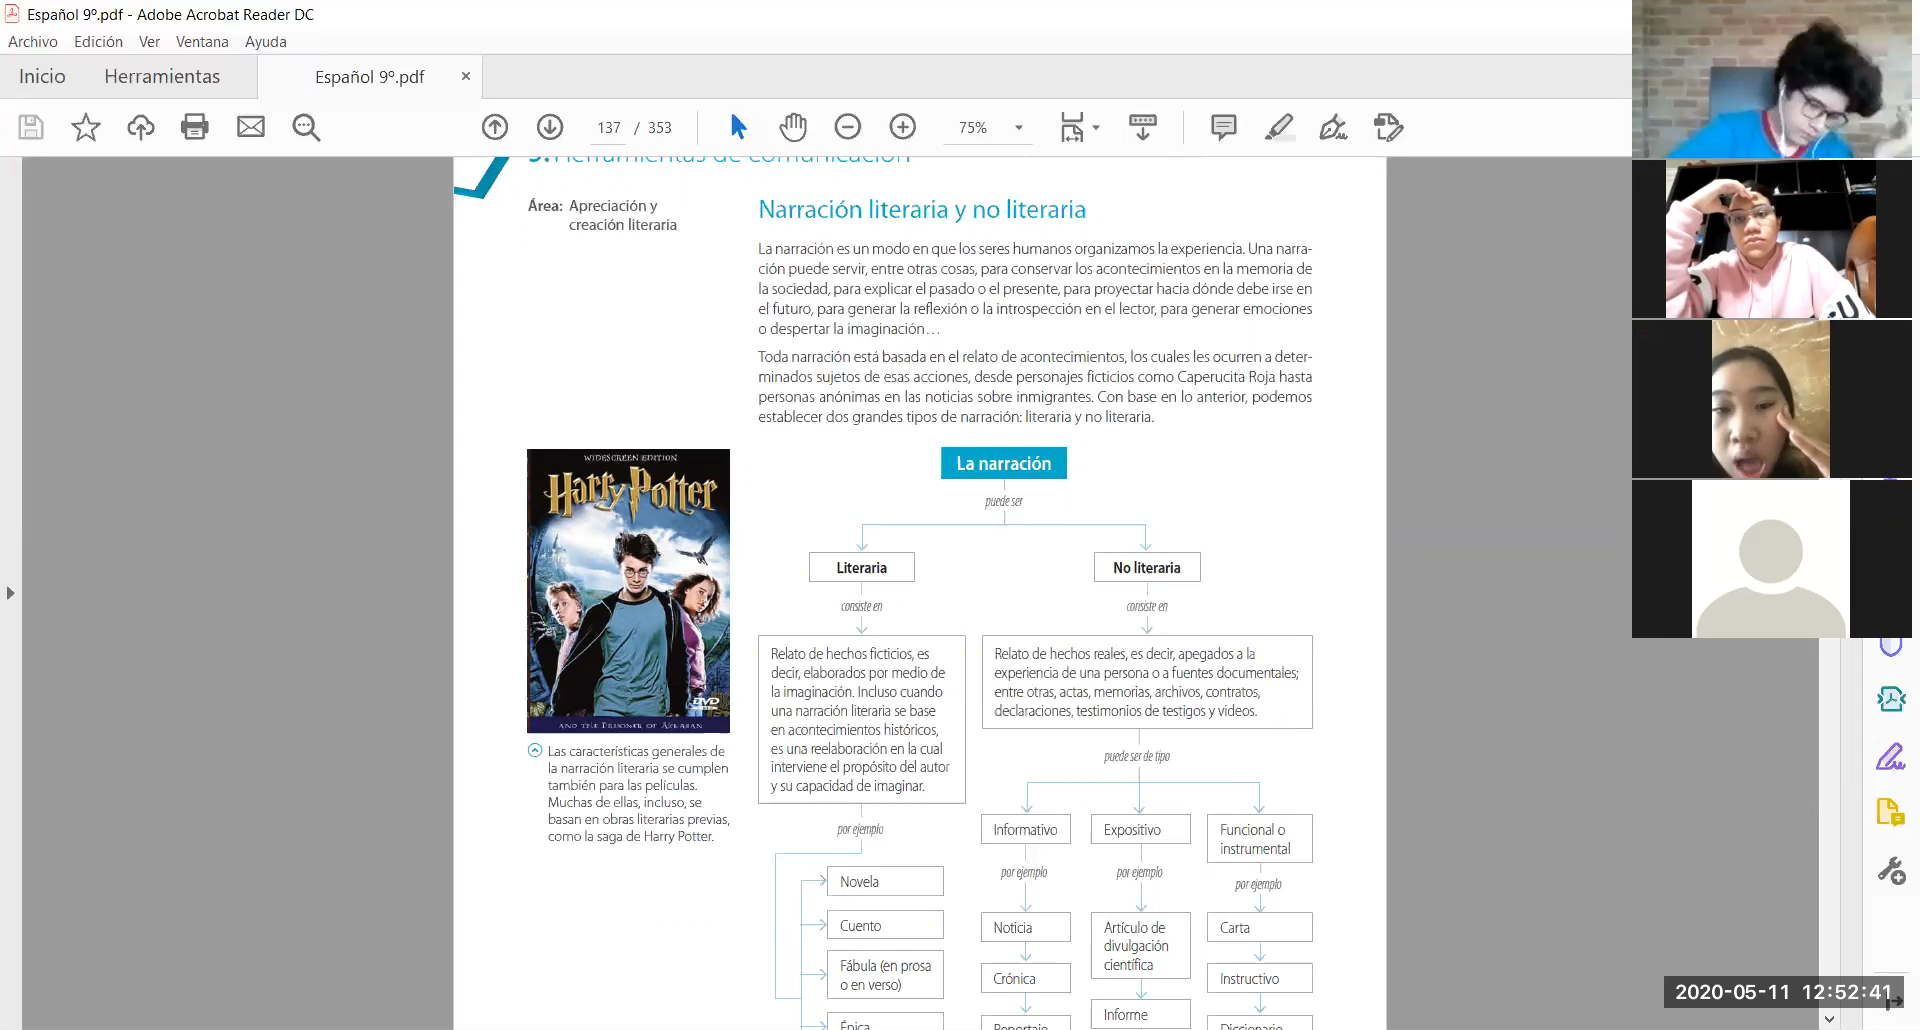 Español 9º.pdf - Adobe Acrobat Reader DC
Archivo Edición Ver Ventana Ayuda
Inicio Herramientas Español 9º.pdf ×
137 / 353 75%
Herramientas de comunicación
Área: Apreciación y
creación literaria
Narración literaria y no literaria
La narración es un modo en que los seres humanos organizamos la experiencia. Una narra-
ción puede servir, entre otras cosas, para conservar los acontecimientos en la memoria de
la sociedad, para explicar el pasado o el presente, para proyectar hacia dónde debe irse en
el futuro, para generar la reflexión o la introspección en el lector, para generar emociones
o despertar la imaginación…
Toda narración está basada en el relato de acontecimientos, los cuales les ocurren a deter-
minados sujetos de esas acciones, desde personajes ficticios como Caperucita Roja hasta
personas anónimas en las noticias sobre inmigrantes. Con base en lo anterior, podemos
establecer dos grandes tipos de narración: literaria y no literaria.
WIDESCREEN EDITION
Harry Potter
DVD
AND THE PRISONER OF AZKABAN
Las características generales de
la narración literaria se cumplen
también para las películas.
Muchas de ellas, incluso, se
basan en obras literarias previas,
como la saga de Harry Potter.
La narración
puede ser
Literaria
No literaria
consiste en
consiste en
Relato de hechos ficticios, es
decir, elaborados por medio de
la imaginación. Incluso cuando
una narración literaria se base
en acontecimientos históricos,
es una reelaboración en la cual
interviene el propósito del autor
y su capacidad de imaginar.
Relato de hechos reales, es decir, apegados a la
experiencia de una persona o a fuentes documentales;
entre otras, actas, memorias, archivos, contratos,
declaraciones, testimonios de testigos y videos.
puede ser de tipo
por ejemplo
Novela
Cuento
Fábula (en prosa
o en verso)
Épica
Informativo
Expositivo
Funcional o
instrumental
por ejemplo
por ejemplo
por ejemplo
Noticia
Crónica
Reportaje
Artículo de
divulgación
científica
Informe
Carta
Instructivo
Diccionario
2020-05-11 12:52:41